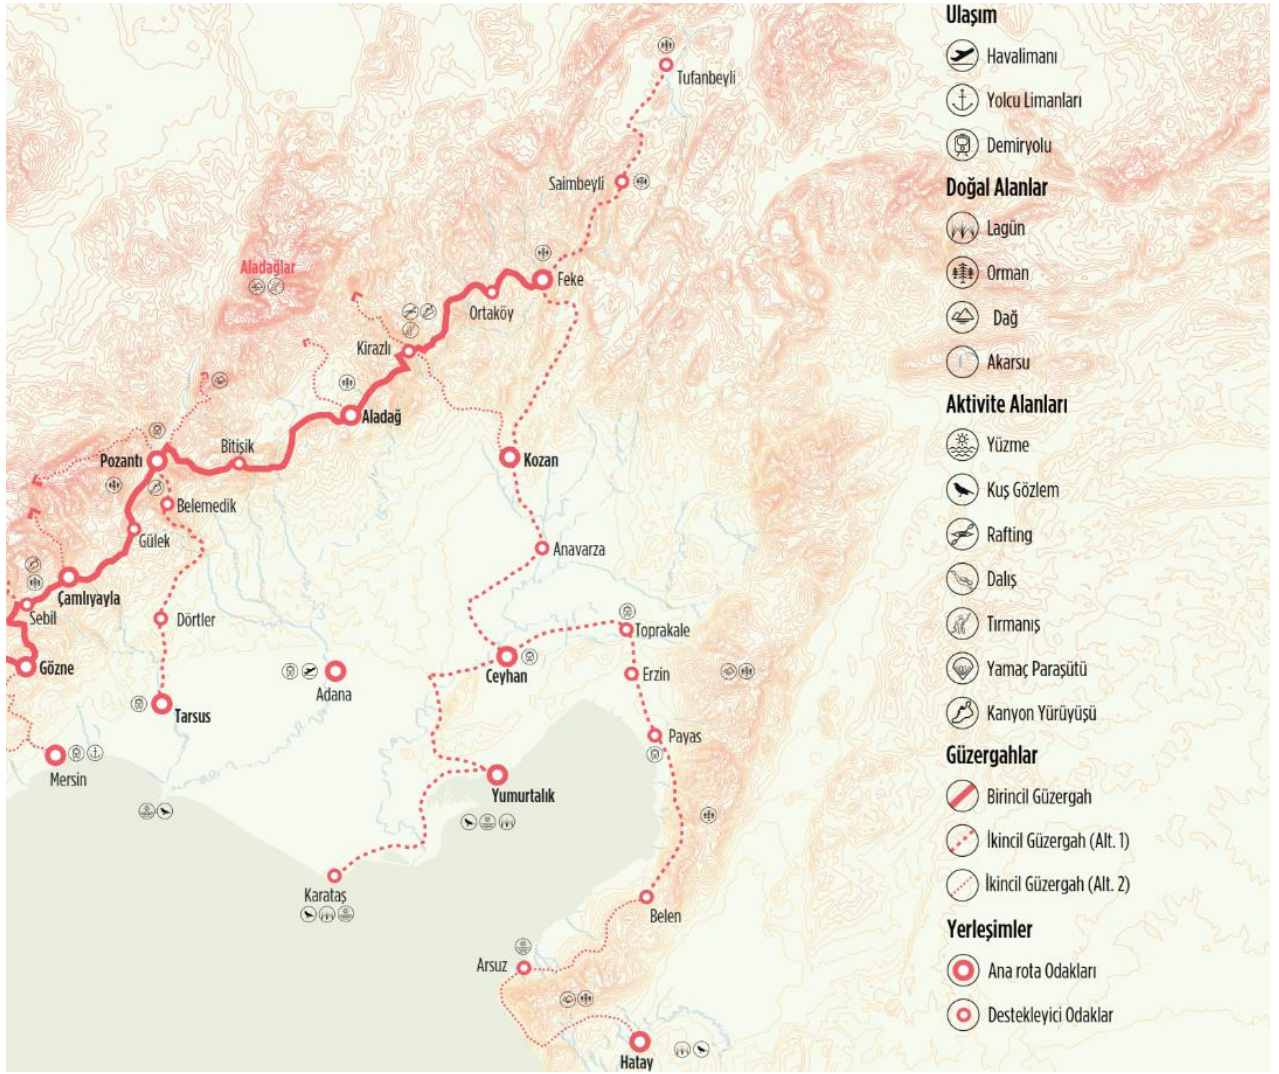 Tufanbeyli
Saimbeyli
Aladağlar
Feke
Ortaköy
Kirazlı
Aladağ
Bitişik
Pozantı
Kozan
Belemedik
Gülek
Anavarza
Çamlıyayla
Sebil
Dörtler
Toprakale
Gözne
Ceyhan
Erzin
Adana
Tarsus
Payas
Mersin
Yumurtalık
Karataş
Belen
Arsuz
Hatay
Ulaşım
Havalimanı
Yolcu Limanları
Demiryolu
Doğal Alanlar
Lagün
Orman
Dağ
Akarsu
Aktivite Alanları
Yüzme
Kuş Gözlem
Rafting
Dalış
Tırmanış
Yamaç Paraşütü
Kanyon Yürüyüşü
Güzergahlar
Birincil Güzergah
İkincil Güzergah (Alt. 1)
İkincil Güzergah (Alt. 2)
Yerleşimler
Ana rota Odakları
Destekleyici Odaklar